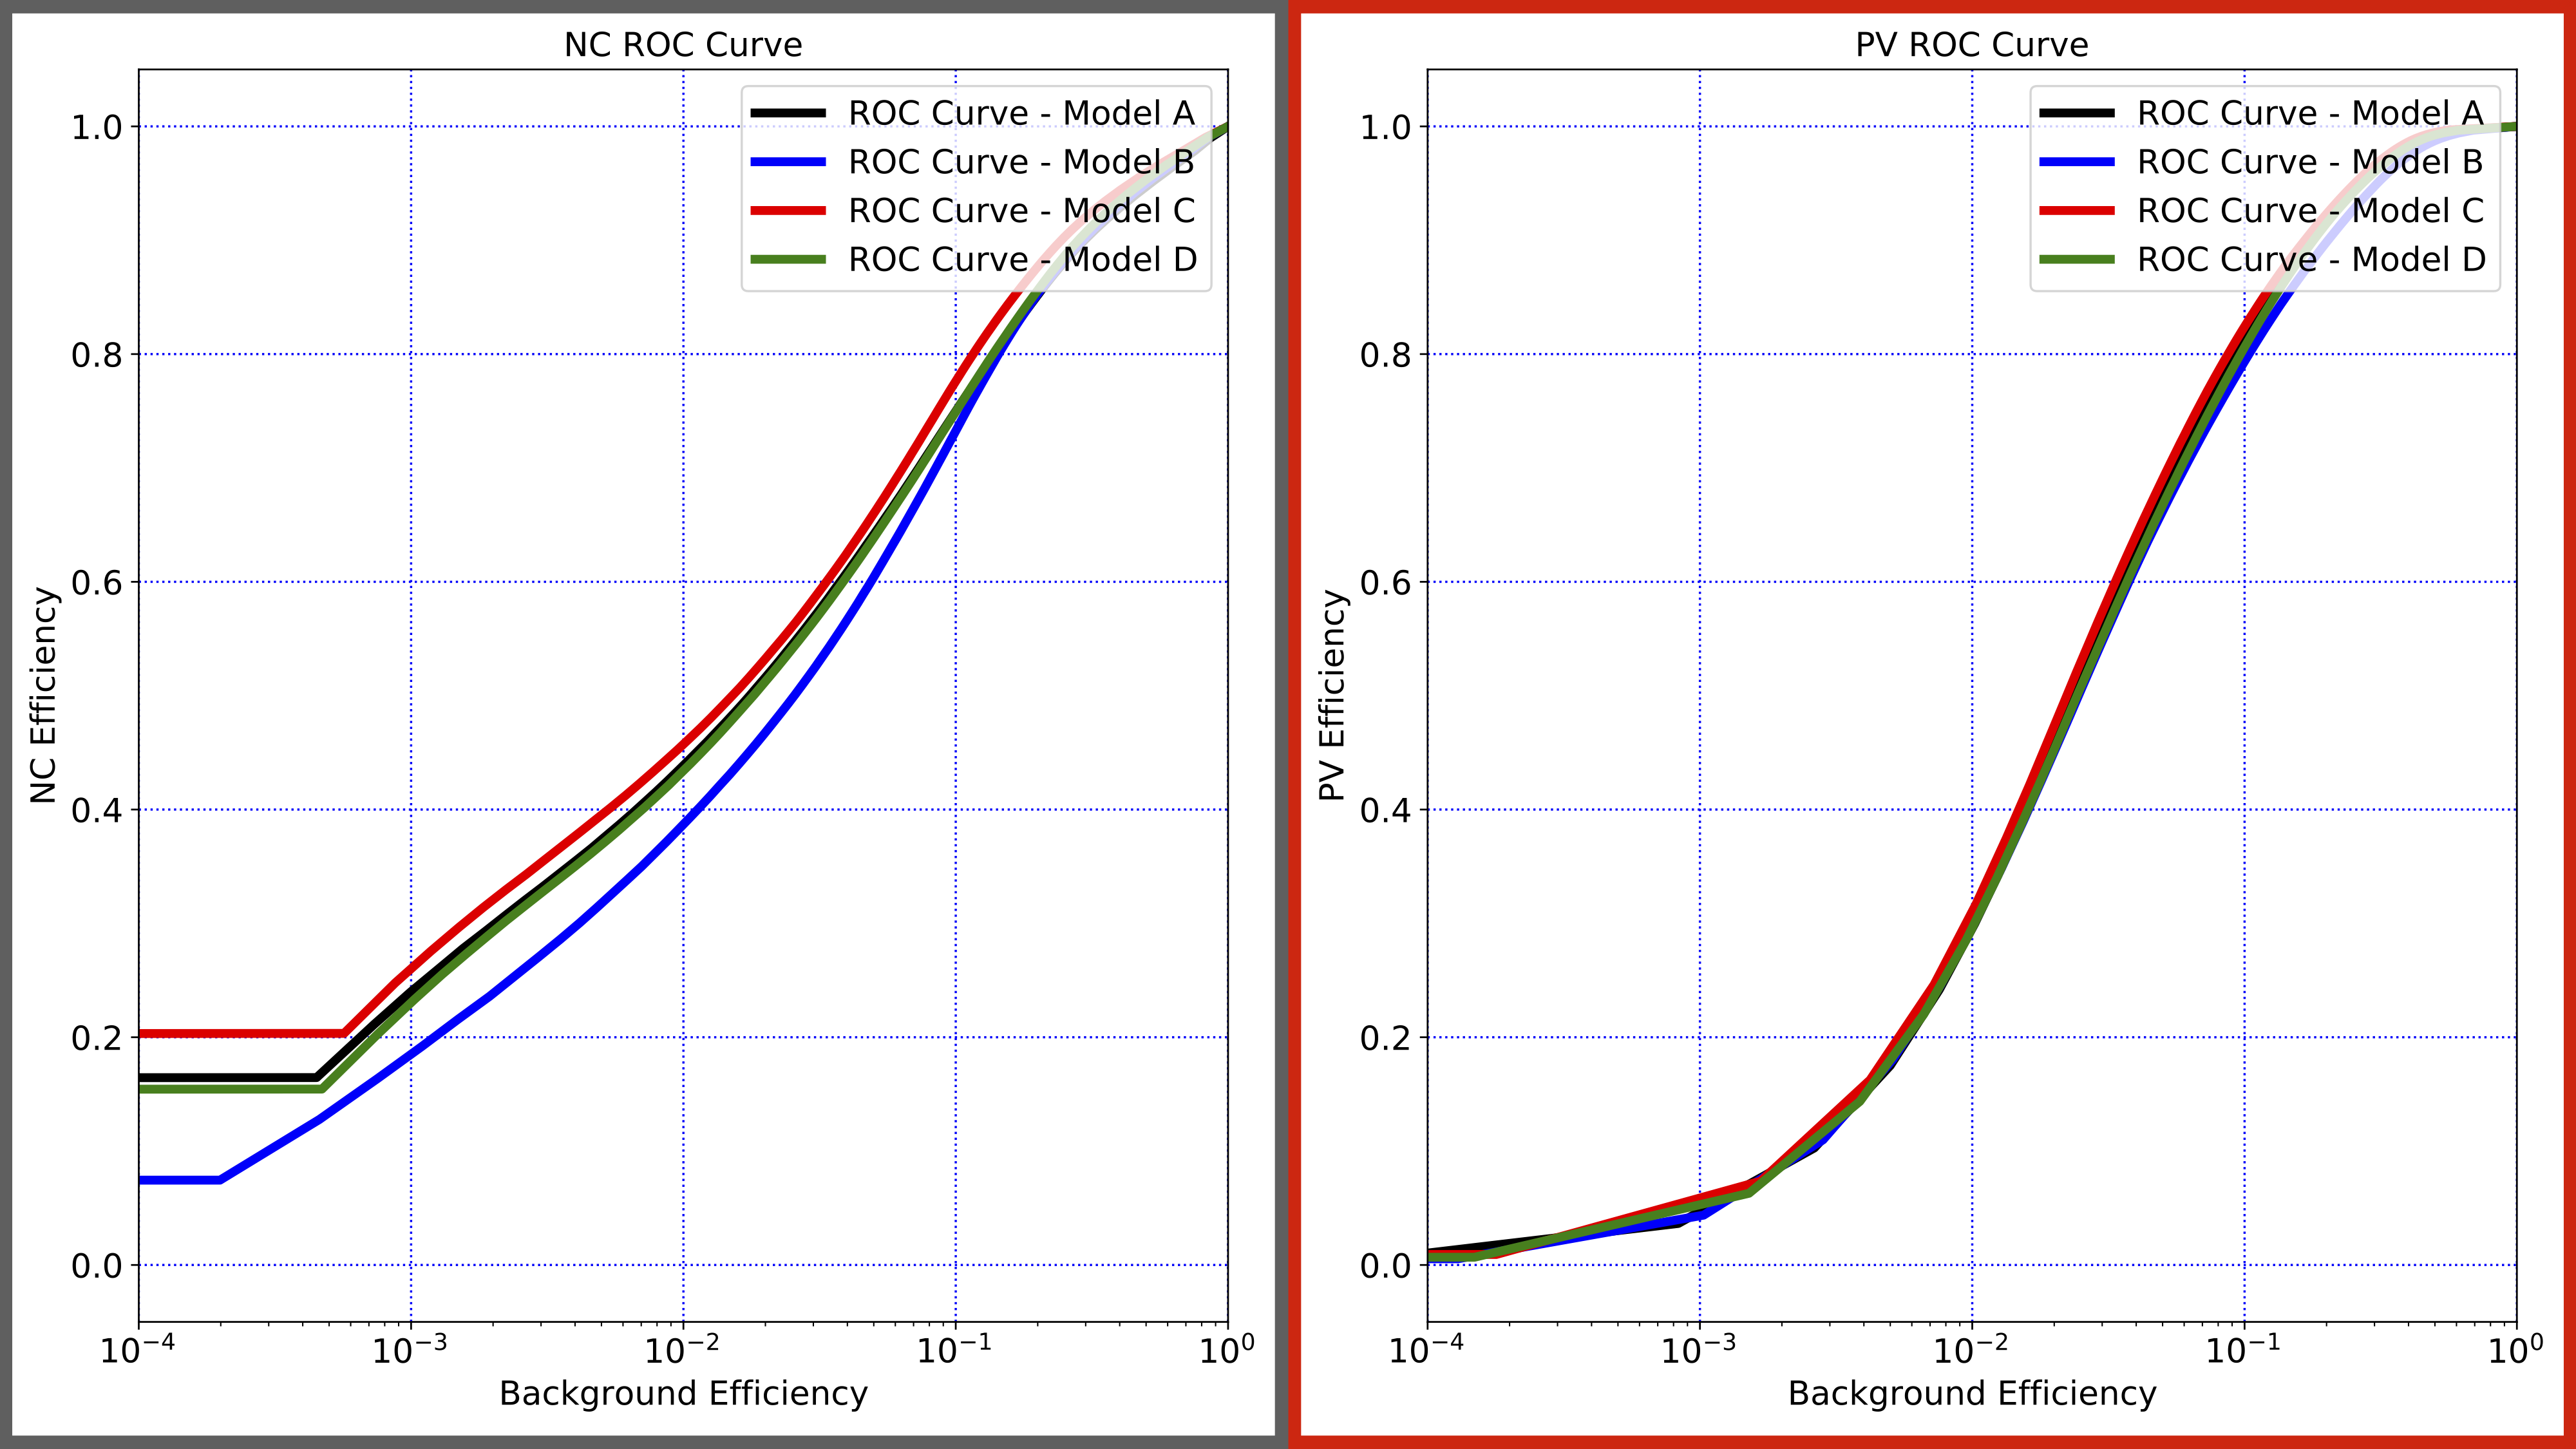 NC ROC Curve
ROC Curve - Model A
ROC Curve - Model B
ROC Curve - Model C
ROC Curve - Model D
1.0
0.8
0.6
0.4
0.2
0.0
NC Efficiency
10⁻⁴ 10⁻³ 10⁻² 10⁻¹ 10⁰
Background Efficiency
PV ROC Curve
ROC Curve - Model A
ROC Curve - Model B
ROC Curve - Model C
ROC Curve - Model D
1.0
0.8
0.6
0.4
0.2
0.0
PV Efficiency
10⁻⁴ 10⁻³ 10⁻² 10⁻¹ 10⁰
Background Efficiency